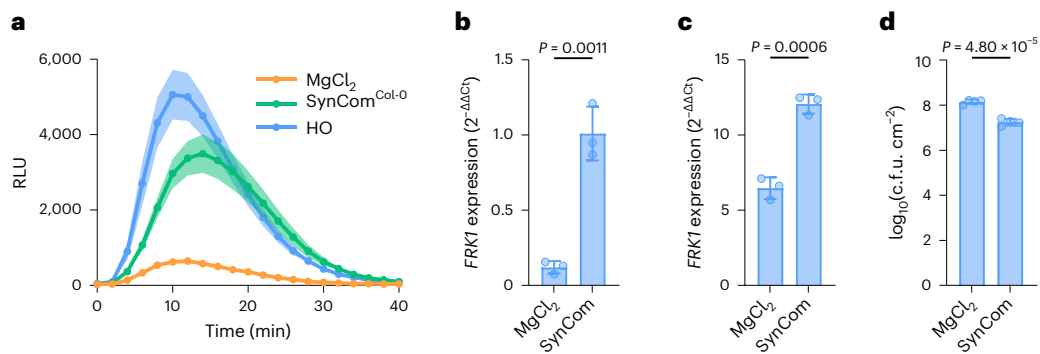 a
6,000
4,000
2,000
0
RLU
0 10 20 30 40
Time (min)
MgCl₂
SynComᶜᵒˡ⁻⁰
HO
b
P = 0.0011
1.5
1.0
0.5
0
FRK1 expression (2⁻ΔΔCt)
MgCl₂
SynCom
c
P = 0.0006
15
10
5
0
FRK1 expression (2⁻ΔΔCt)
MgCl₂
SynCom
d
P = 4.80 × 10⁻⁵
10
8
6
4
2
0
log₁₀(c.f.u. cm⁻²)
MgCl₂
SynCom